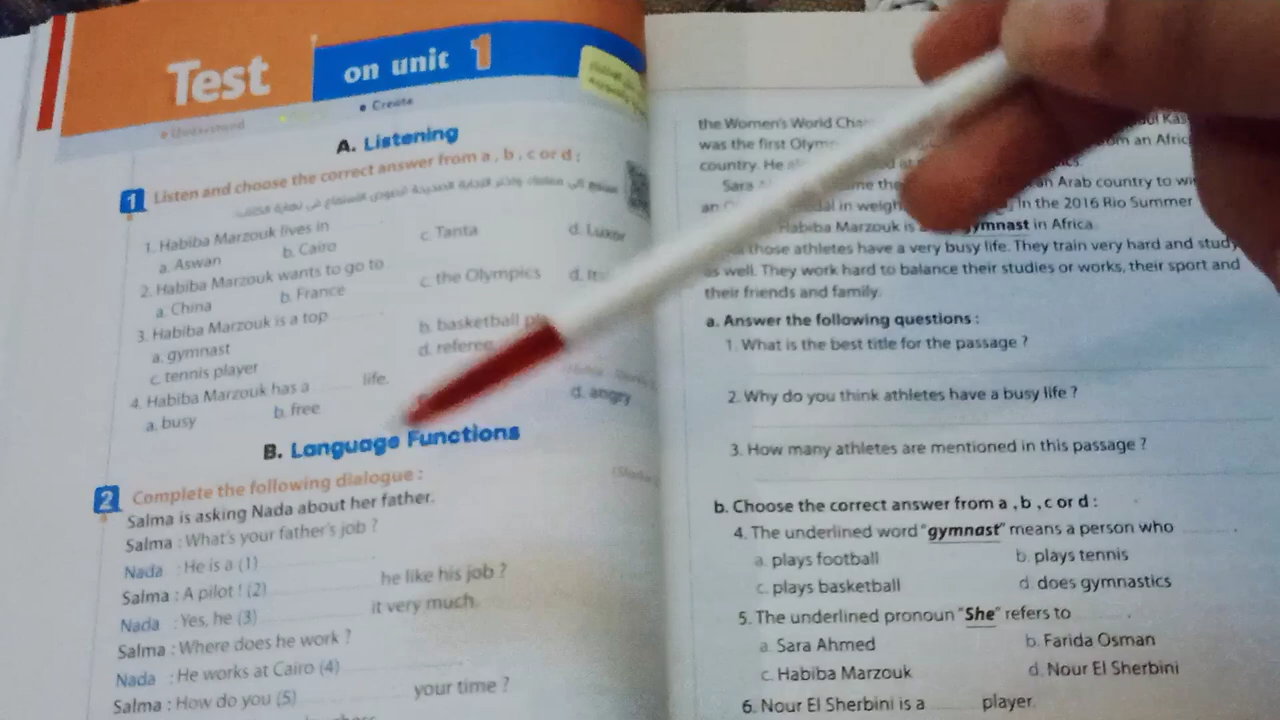 Test on unit 1
Create
A. Listening
1 Listen and choose the correct answer from a , b , c or d :
1. Habiba Marzouk lives in
a. Aswan b. Cairo c. Tanta d. Luxor
2. Habiba Marzouk wants to go to
a. China b. France c. the Olympics d.
3. Habiba Marzouk is a top
a. gymnast b. basketball
c. tennis player d. referee
4. Habiba Marzouk has a life.
a. busy b. free d. angry
B. Language Functions
2 Complete the following dialogue :
Salma is asking Nada about her father.
Salma : What's your father's job ?
Nada : He is a (1)
Salma : A pilot ! (2) he like his job ?
Nada : Yes, he (3) it very much.
Salma : Where does he work ?
Nada : He works at Cairo (4)
Salma : How do you (5) your time ?
the Women's World
was the first
country. He
Sara the Arab country to
an in In the 2016 Rio Summer
Habiba Marzouk is gymnast in Africa.
those athletes have a very busy life. They train very hard and study
as well. They work hard to balance their studies or works, their sport and
their friends and family.
a. Answer the following questions :
1. What is the best title for the passage ?
2. Why do you think athletes have a busy life ?
3. How many athletes are mentioned in this passage ?
b. Choose the correct answer from a , b , c or d :
4. The underlined word "gymnast" means a person who .
a. plays football b. plays tennis
c. plays basketball d. does gymnastics
5. The underlined pronoun "She" refers to .
a. Sara Ahmed b. Farida Osman
c. Habiba Marzouk d. Nour El Sherbini
6. Nour El Sherbini is a player.